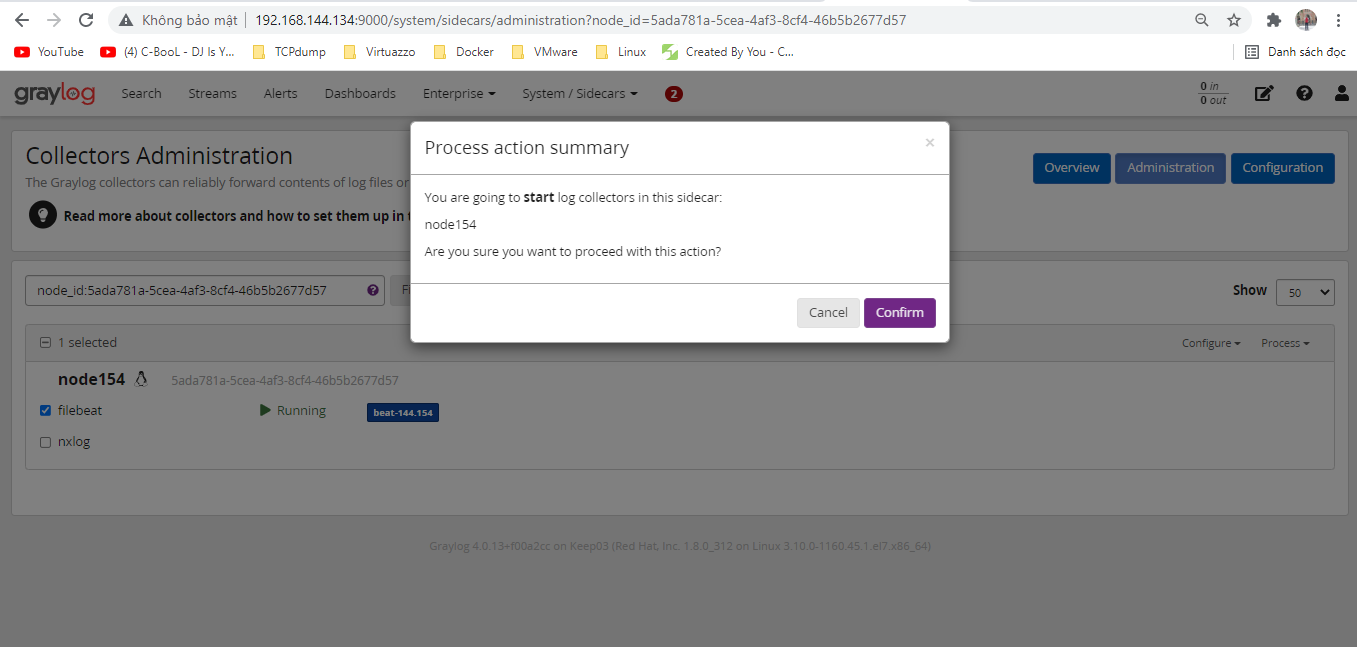 Không bảo mật 192.168.144.134:9000/system/sidecars/administration?node_id=5ada781a-5cea-4af3-8cf4-46b5b2677d57
YouTube (4) C-BooL - DJ Is Y... TCPdump Virtuazzo Docker VMware Linux Created By You - C... Danh sách đọc
graylog Search Streams Alerts Dashboards Enterprise System / Sidecars 2 0 in
0 out
Process action summary ×
Collectors Administration
Overview Administration Configuration
The Graylog collectors can reliably forward contents of log files or
Read more about collectors and how to set them up in
You are going to start log collectors in this sidecar:
node154
Are you sure you want to proceed with this action?
Cancel Confirm
node_id:5ada781a-5cea-4af3-8cf4-46b5b2677d57 ?
Show 50
1 selected Configure Process
node154 5ada781a-5cea-4af3-8cf4-46b5b2677d57
filebeat Running beat-144.154
nxlog
Graylog 4.0.13+f00a2cc on Keep03 (Red Hat, Inc. 1.8.0_312 on Linux 3.10.0-1160.45.1.el7.x86_64)